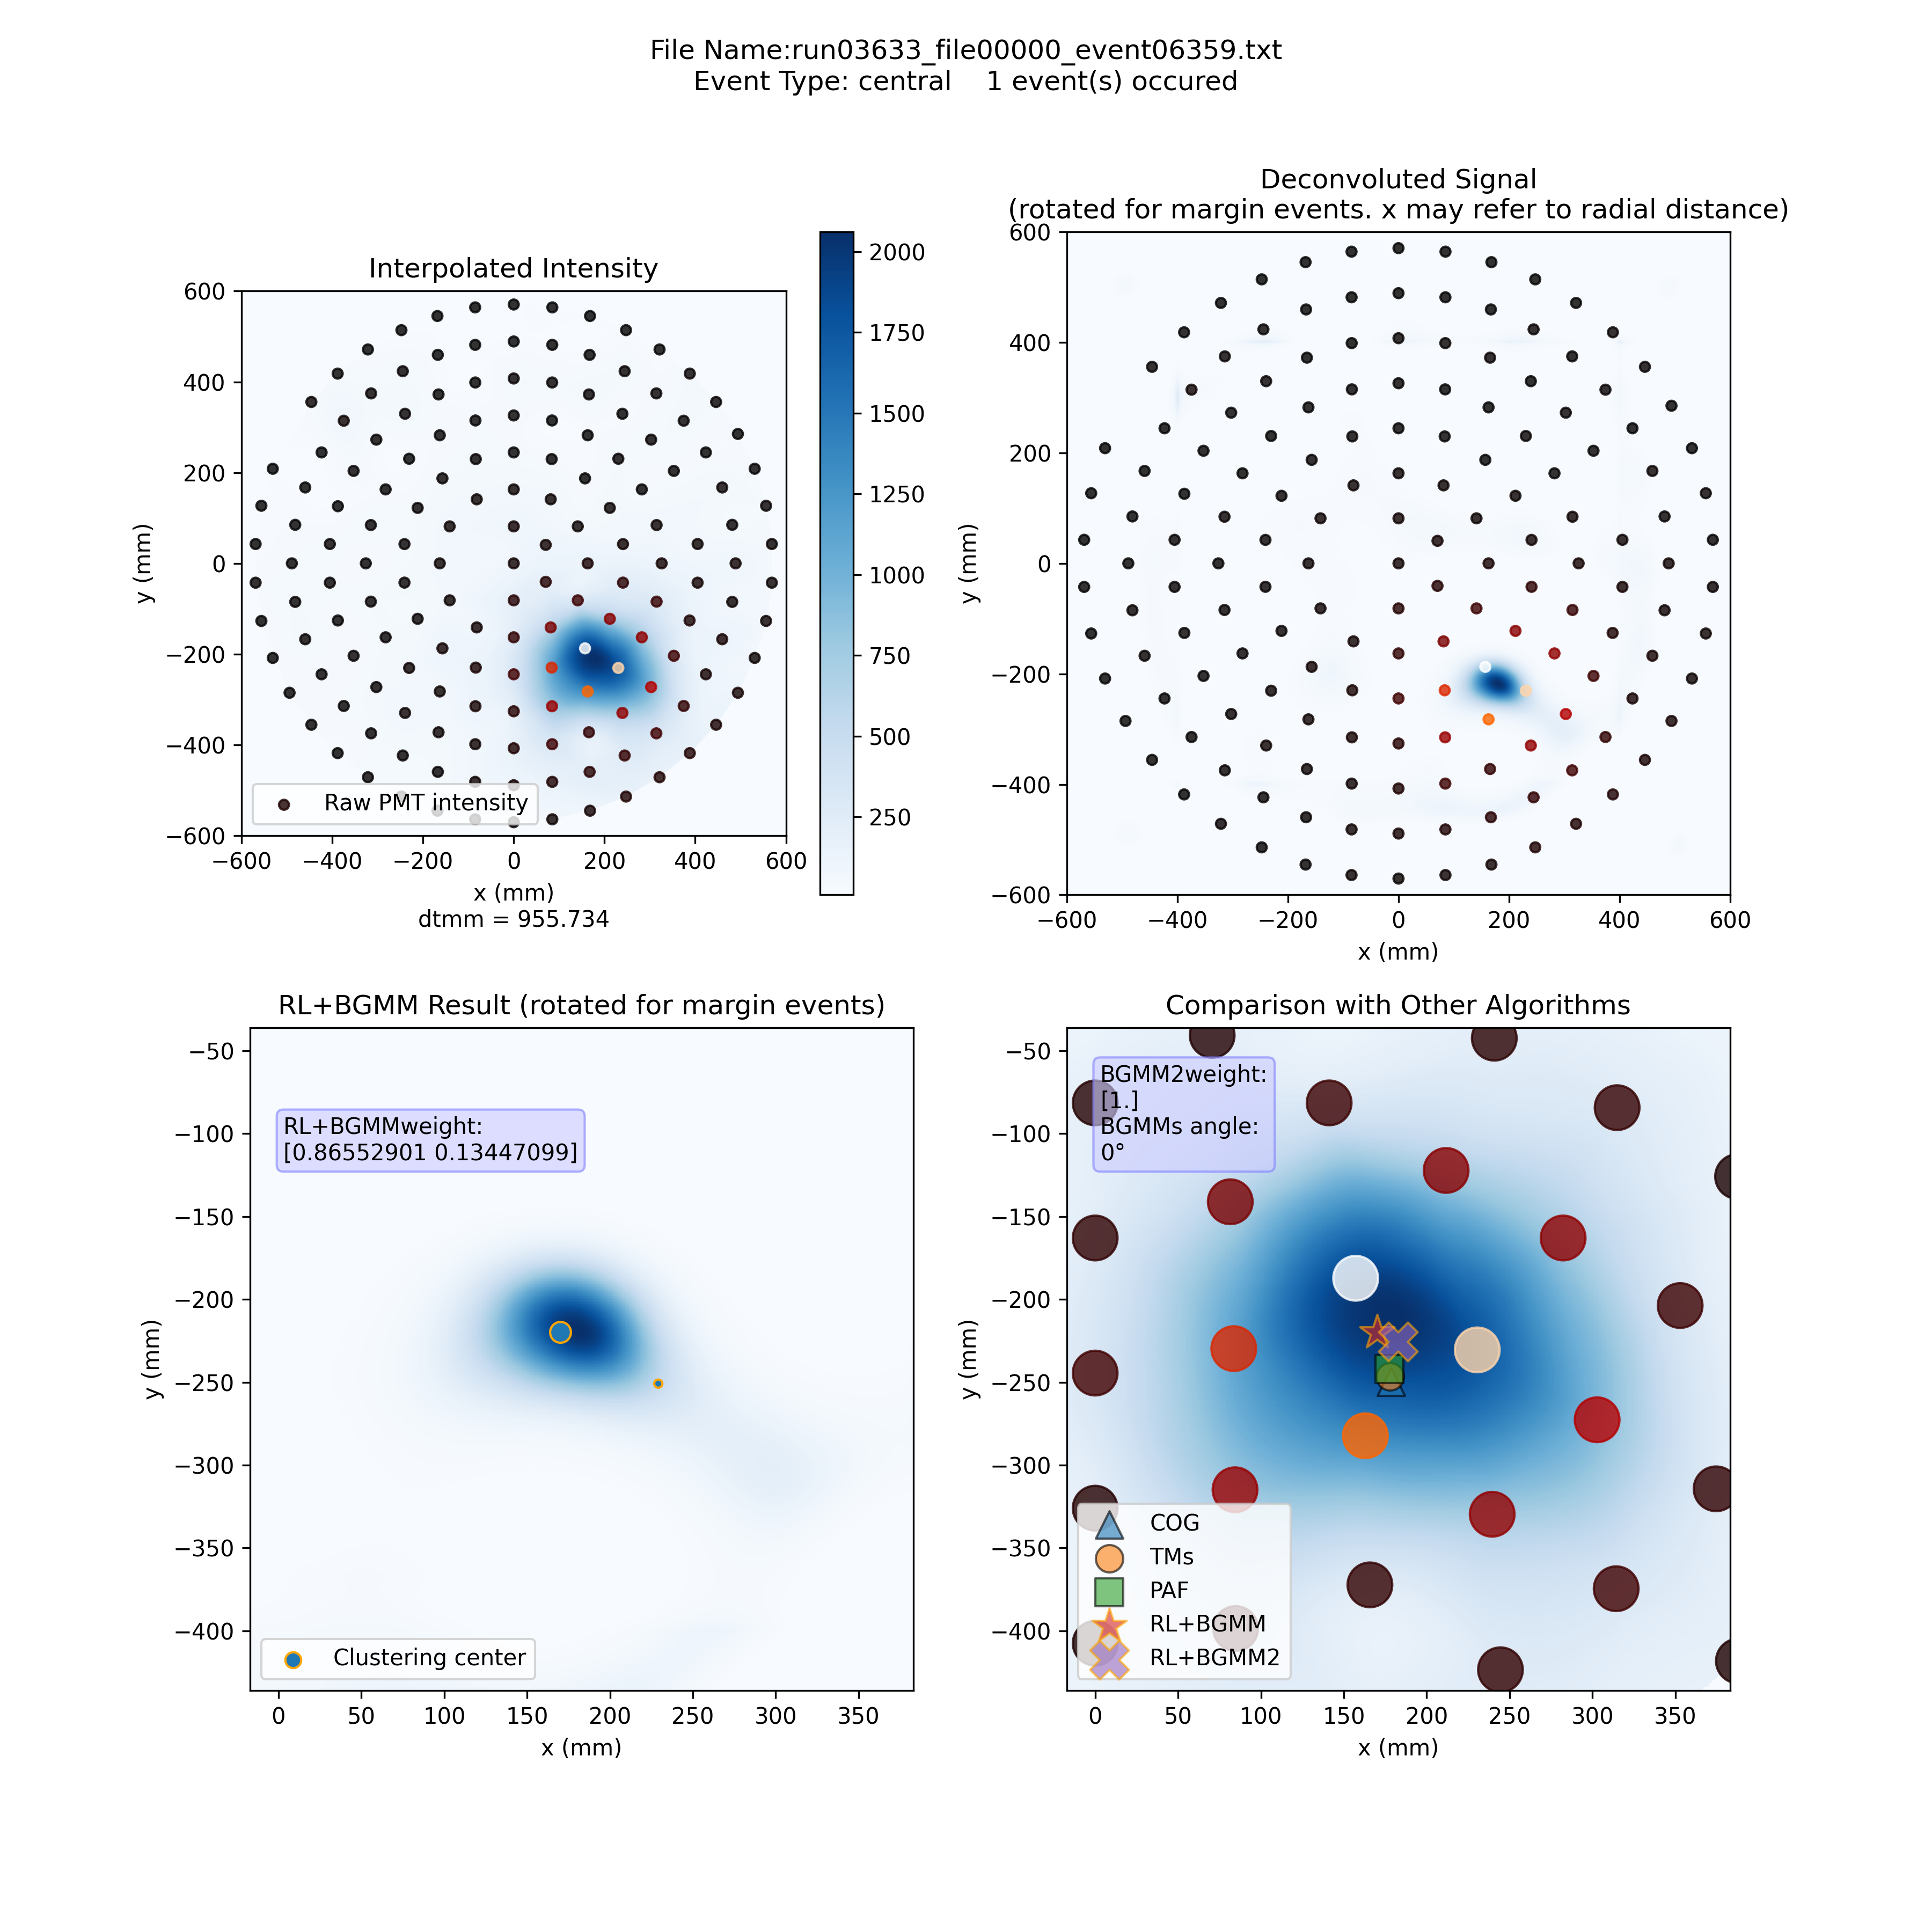 File Name:run03633_file00000_event06359.txt
Event Type: central    1 event(s) occured
Interpolated Intensity
600
400
200
0
−200
−400
−600
y (mm)
Raw PMT intensity
−600 −400 −200 0 200 400 600
x (mm)
dtmm = 955.734
2000
1750
1500
1250
1000
750
500
250
Deconvoluted Signal
(rotated for margin events. x may refer to radial distance)
600
400
200
0
−200
−400
−600
y (mm)
−600 −400 −200 0 200 400 600
x (mm)
RL+BGMM Result (rotated for margin events)
−50
−100
−150
−200
−250
−300
−350
−400
y (mm)
RL+BGMMweight:
[0.86552901 0.13447099]
Clustering center
0 50 100 150 200 250 300 350
x (mm)
Comparison with Other Algorithms
−50
−100
−150
−200
−250
−300
−350
−400
y (mm)
BGMM2weight:
[1.]
BGMMs angle:
0°
COG
TMs
PAF
RL+BGMM
RL+BGMM2
0 50 100 150 200 250 300 350
x (mm)